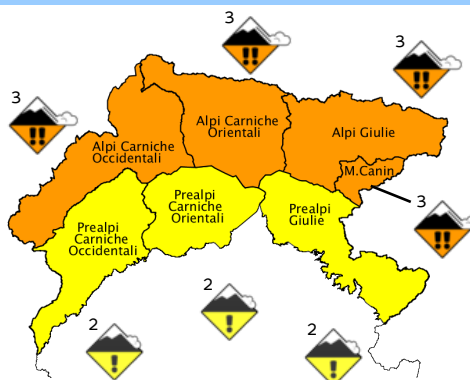 3
3
3
Alpi Carniche
Orientali
Alpi Giulie
Alpi Carniche
Occidentali
M.Canin
3
Prealpi
Carniche
Orientali
Prealpi
Giulie
Prealpi
Carniche
Occidentali
2
2
2
!!
!!
!!
!!
!
!
!